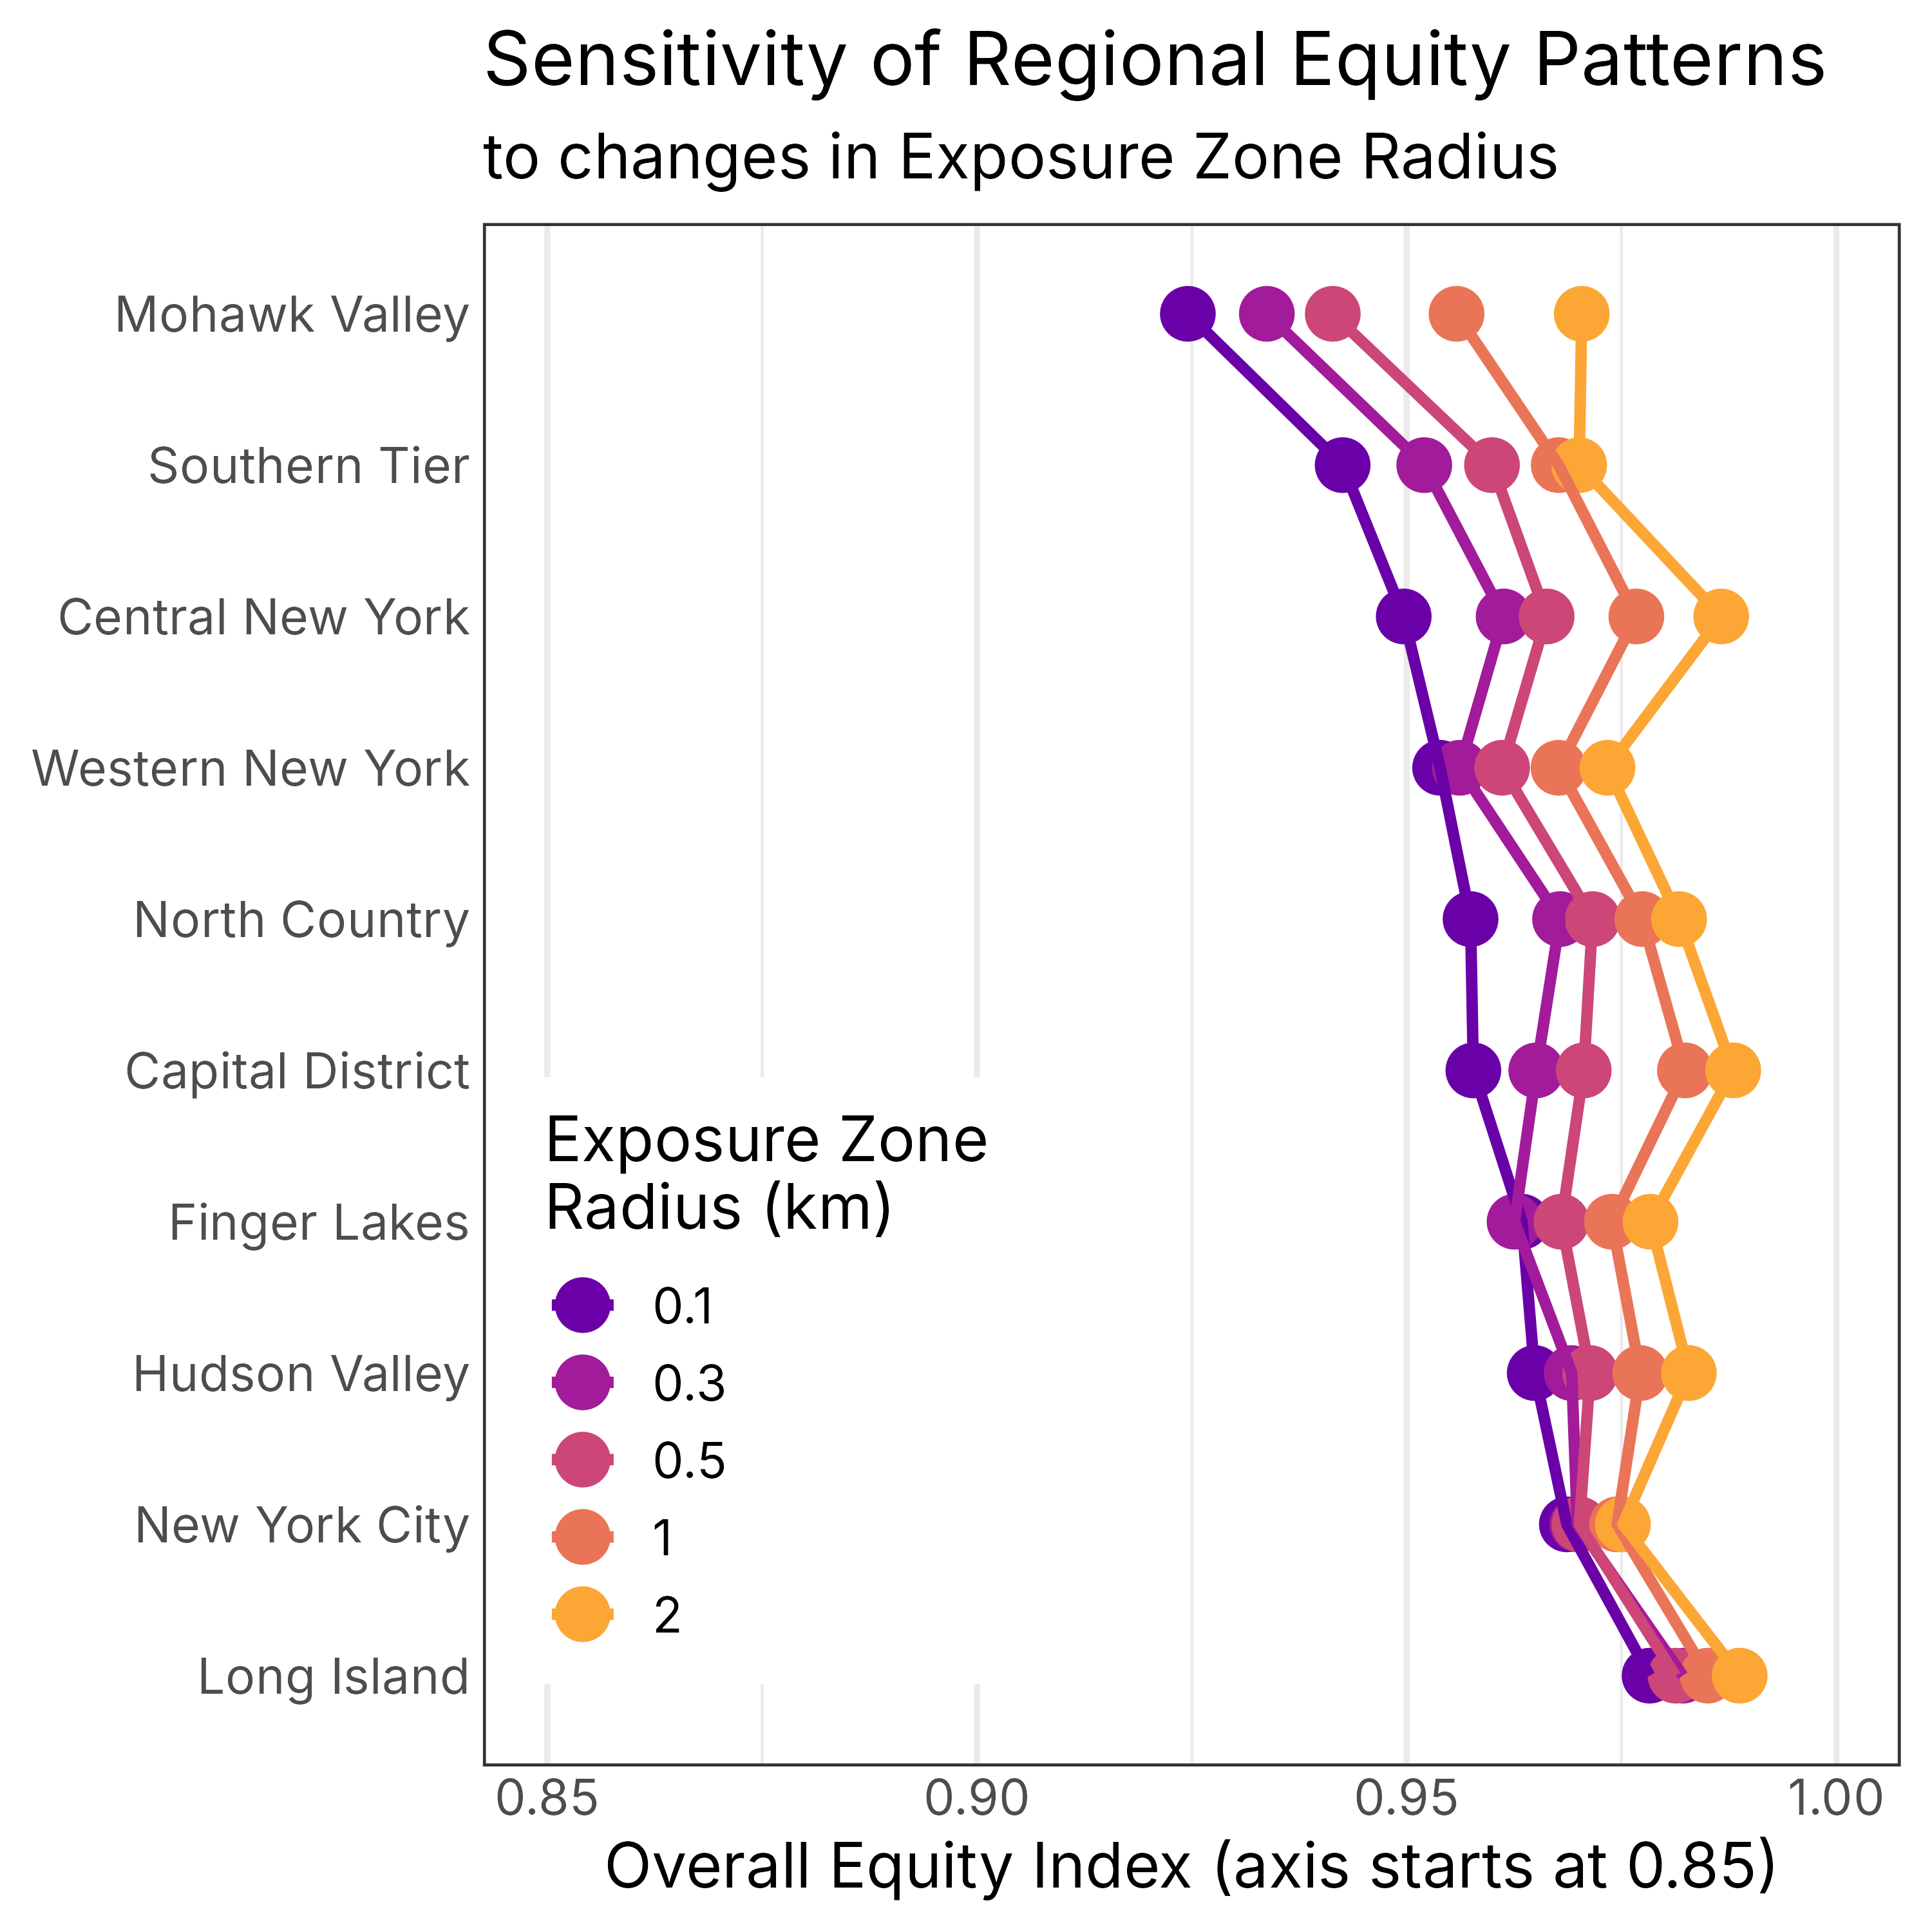 Sensitivity of Regional Equity Patterns
to changes in Exposure Zone Radius
Mohawk Valley
Southern Tier
Central New York
Western New York
North Country
Capital District
Finger Lakes
Hudson Valley
New York City
Long Island
Exposure Zone
Radius (km)
0.1
0.3
0.5
1
2
0.85 0.90 0.95 1.00
Overall Equity Index (axis starts at 0.85)